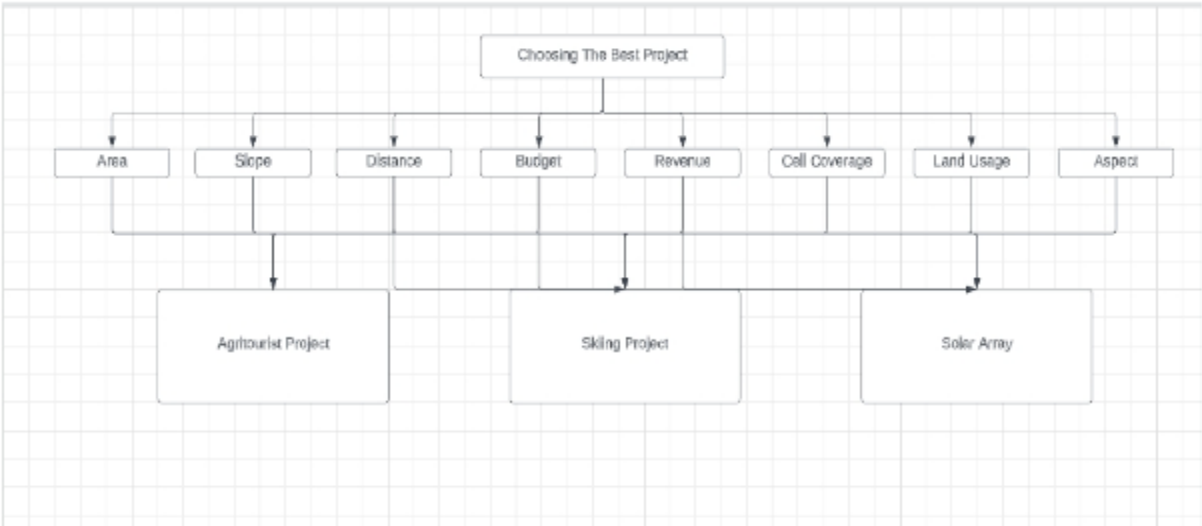 Choosing The Best Project
Area
Slope
Distance
Budget
Revenue
Cell Coverage
Land Usage
Aspect
Agritourist Project
Skiing Project
Solar Array